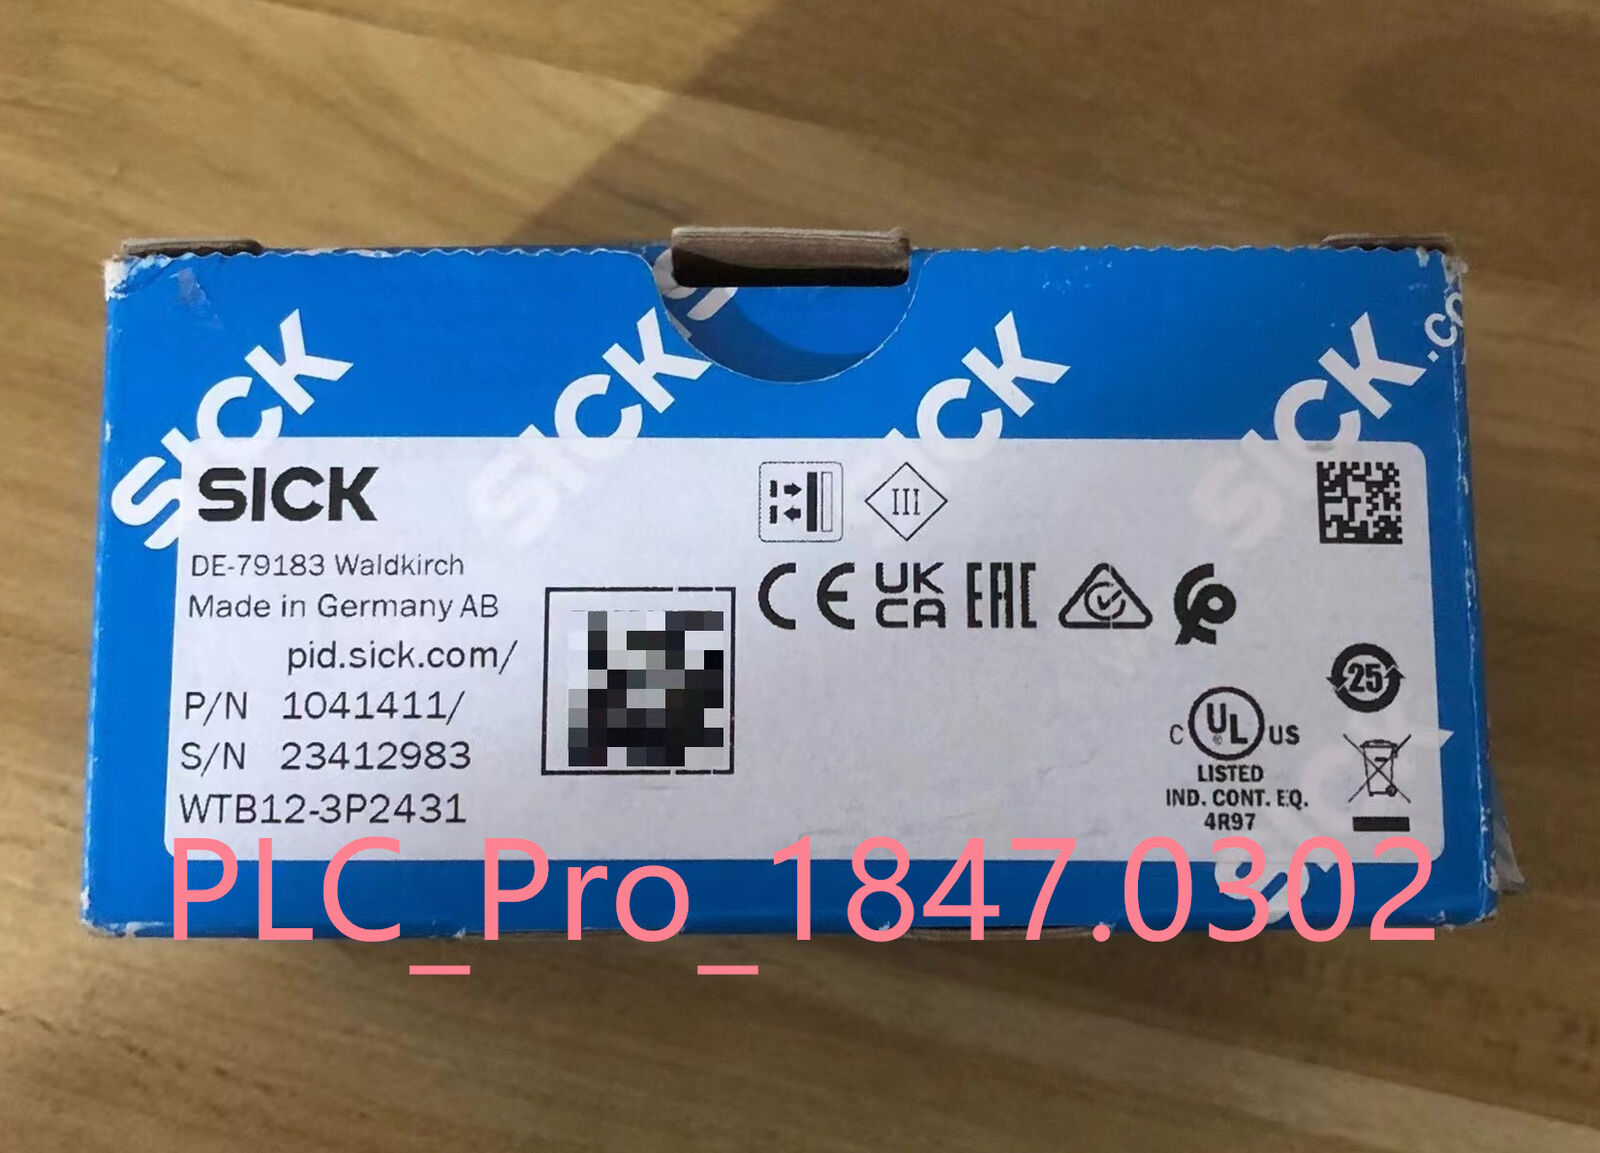 SICK
SICK
SICK
SICK.co
SICK
III
DE-79183 Waldkirch
Made in Germany AB
pid.sick.com/
P/N 1041411/
S/N 23412983
WTB12-3P2431
CE UK CA EAC
25
C UL ® US
LISTED
IND. CONT. EQ.
4R97
PLC_Pro_1847.0302